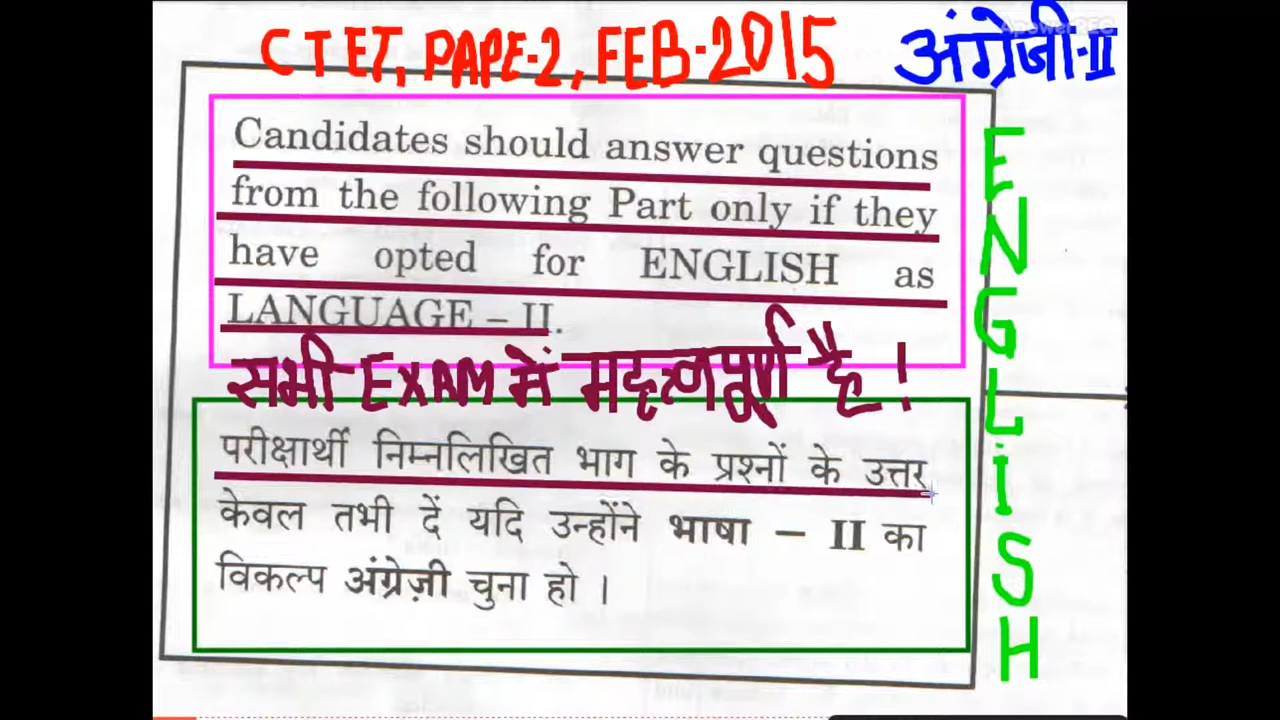 CTET, PAPE-2, FEB-2015 अंग्रेजी-II
ApowerREC
Candidates should answer questions
from the following Part only if they
have opted for ENGLISH as
LANGUAGE – II.
सभी EXAM में महत्वपूर्ण है !
परीक्षार्थी निम्नलिखित भाग के प्रश्नों के उत्तर
केवल तभी दें यदि उन्होंने भाषा – II का
विकल्प अंग्रेज़ी चुना हो ।
ENGLISH